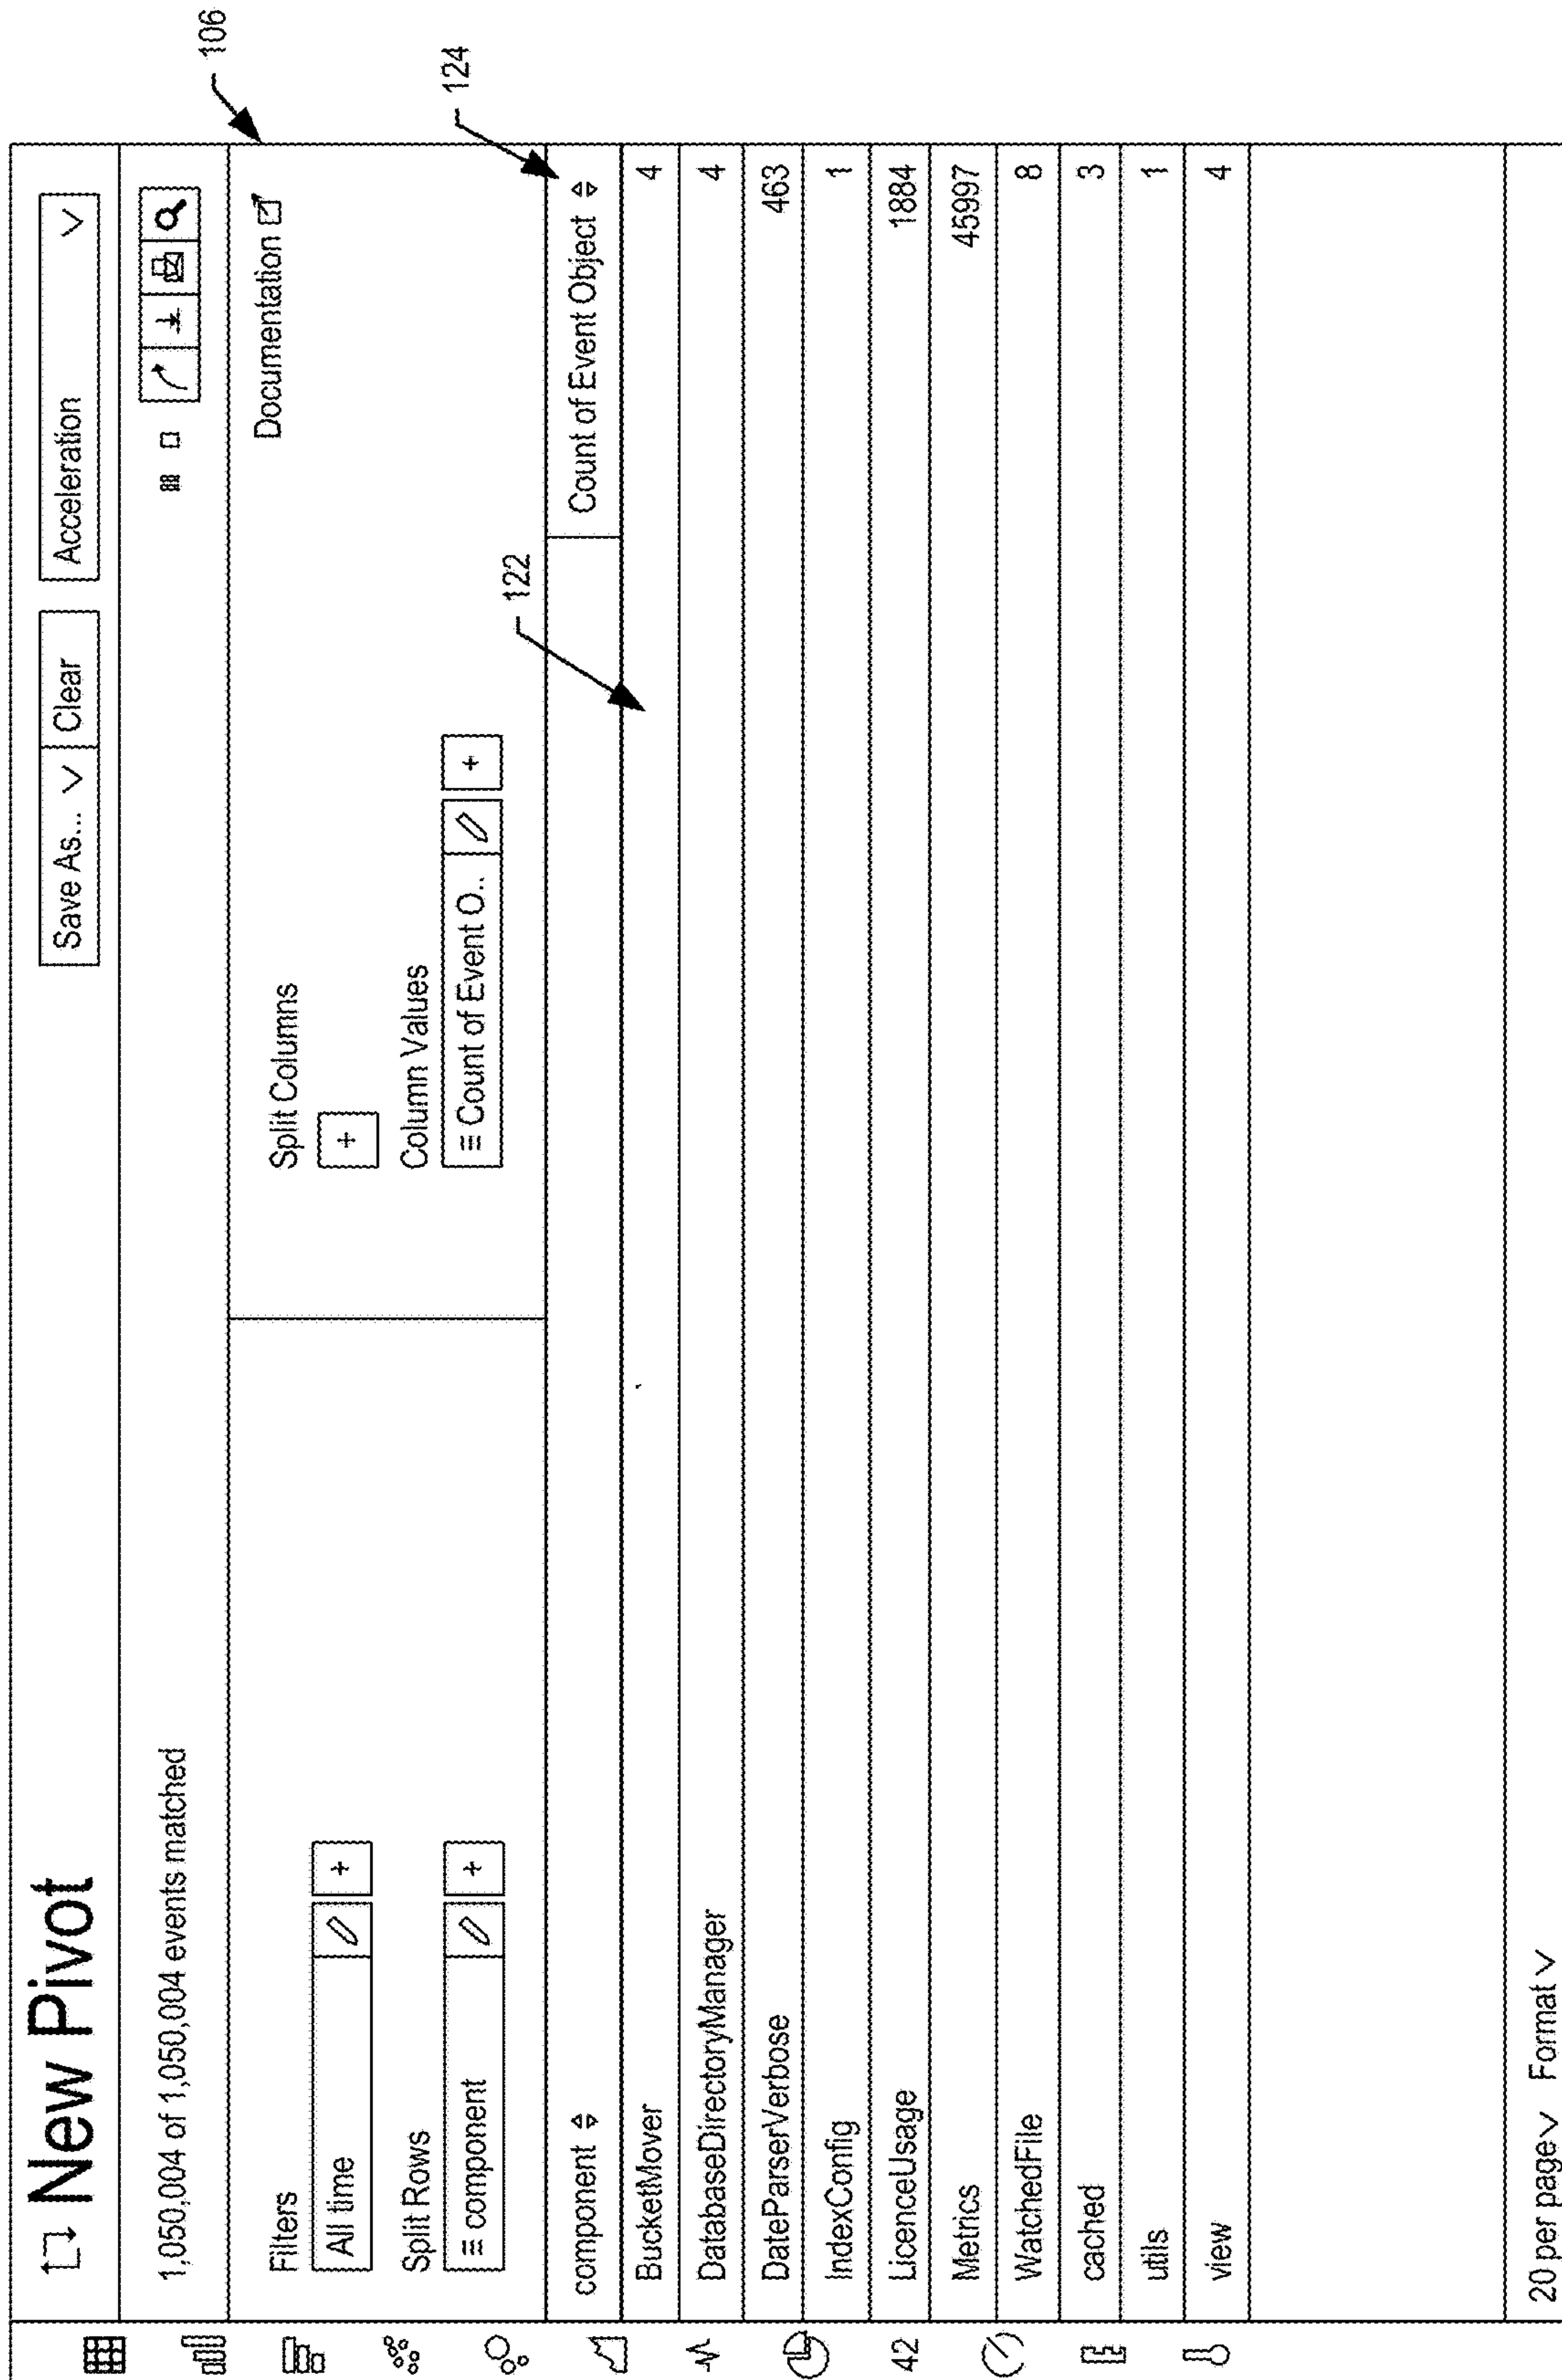 New Pivot
Save As... Clear Acceleration
1,050,004 of 1,050,004 events matched
106
Filters
Split Columns
Documentation
All time
+
+
Split Rows
Column Values
124
≡ component
+
≡ Count of Event O..
+
122
component
Count of Event Object
BucketMover 4
DatabaseDirectoryManager 4
DateParserVerbose 463
IndexConfig 1
42
LicenceUsage 1884
Metrics 45997
WatchedFile 8
cached 3
utils 1
view 4
20 per page Format